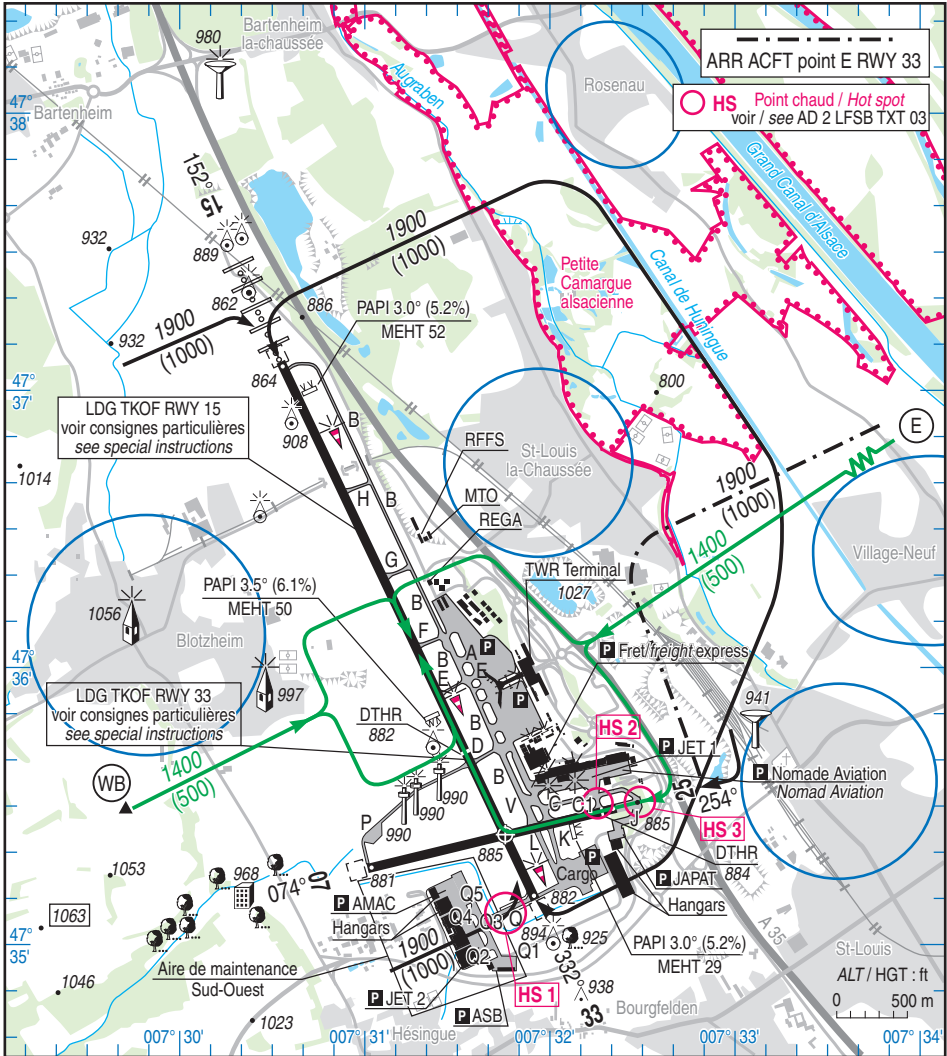 980
Bartenheim
la-chaussée
Augraben
Rosenau
ARR ACFT point E RWY 33
HS Point chaud / Hot spot
voir / see AD 2 LFSB TXT 03
47°
38'
47°
38'
Bartenheim
Grand Canal d'Alsace
152°
15
932
889
1900
(1000)
Petite
Camargue
alsacienne
Canal de Huningue
862
886
PAPI 3.0° (5.2%)
MEHT 52
932
1900
(1000)
864
800
47°
37'
47°
37'
LDG TKOF RWY 15
voir consignes particulières
see special instructions
908
B
RFFS
St-Louis
la-Chaussée
E
1014
H
B
MTO
REGA
1900
(1000)
1400
(500)
G
TWR Terminal
1027
Village-Neuf
PAPI 3.5° (6.1%)
MEHT 50
1056
Blotzheim
B
F
A
P
E
P Fret/freight express
47°
36'
47°
36'
B
E
997
P
941
LDG TKOF RWY 33
voir consignes particulières
see special instructions
DTHR
882
B
D
HS 2
P JET 1
P Nomade Aviation
Nomad Aviation
WB
1400
(500)
990
990
990
B
V
C
C1
J
885
25
254°
HS 3
P
885
L
K
DTHR
884
1053
881
Cargo
P
P JAPAT
Hangars
968
074°
07
882
1063
P AMAC
Hangars
Q5
Q4
Q3
Q
894
925
PAPI 3.0° (5.2%)
MEHT 29
A 35
St-Louis
47°
35'
47°
35'
Aire de maintenance
Sud-Ouest
1900
(1000)
Q2
Q1
332°
33
938
ALT / HGT : ft
0 500 m
1046
P JET 2
HS 1
P ASB
Bourgfelden
1023
Hésingue
007° 30'
007° 31'
007° 32'
007° 33'
007° 34'